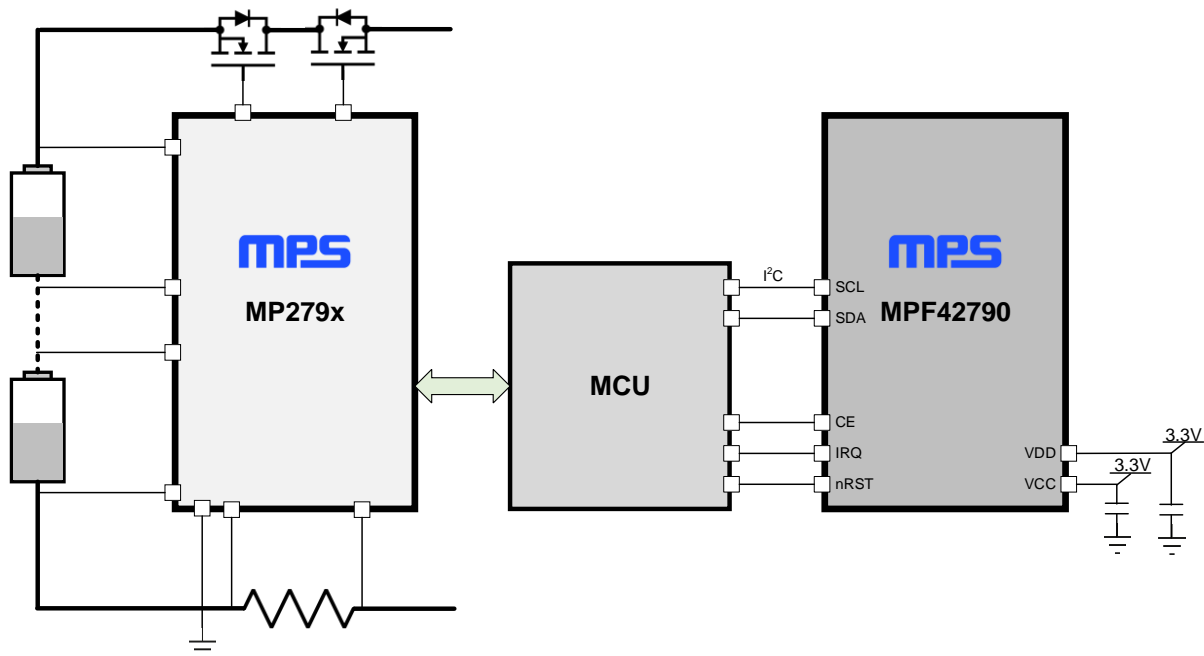 mps
MP279x
MCU
I²C
mps
MPF42790
SCL
SDA
CE
IRQ
nRST
VDD
VCC
3.3V
3.3V